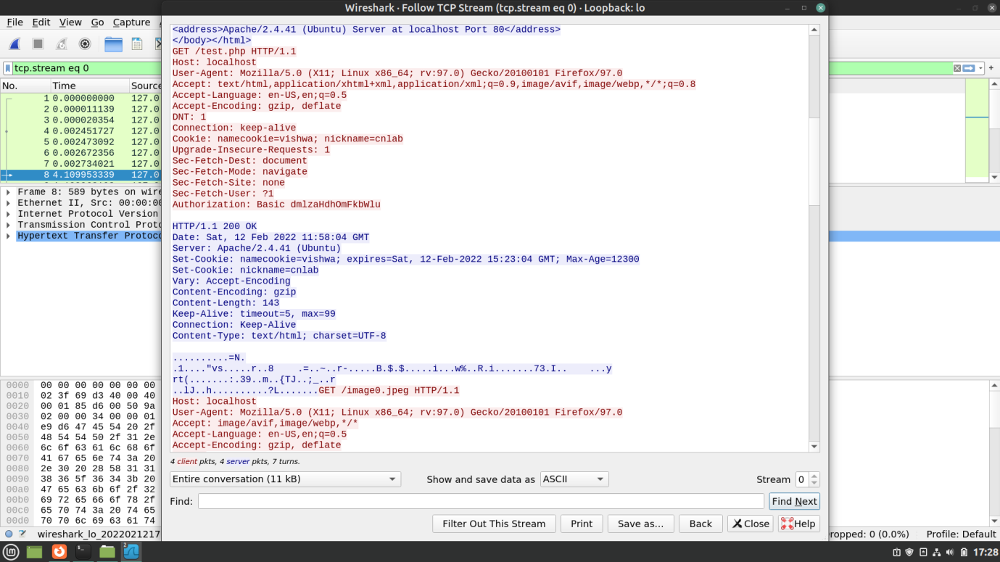 Wireshark · Follow TCP Stream (tcp.stream eq 0) · Loopback: lo
File Edit View Go Capture
tcp.stream eq 0
No. Time Source
1 0.000000000 127.0
2 0.000011139 127.0
3 0.000020354 127.0
4 0.002451727 127.0
5 0.002473092 127.0
6 0.002672356 127.0
7 0.002734021 127.0
8 4.109953339 127.0
Frame 8: 589 bytes on wire
Ethernet II, Src: 00:00:00
Internet Protocol Version
Transmission Control Proto
Hypertext Transfer Protoco
0000 00 00 00 00 00 00 00
0010 02 3f 69 d3 40 00 40
0020 00 01 85 d6 00 50 9a
0030 02 00 00 34 00 00 01
0040 e9 d6 47 45 54 20 2f
0050 48 54 54 50 2f 31 2e
0060 6c 6f 63 61 6c 68 6f
0070 41 67 65 6e 74 3a 20
0080 2e 30 20 28 58 31 31
0090 38 36 5f 36 34 3b 20
00a0 47 65 63 6b 6f 2f 32
00b0 69 72 65 66 6f 78 2f
00c0 65 70 74 3a 20 74 65
00d0 70 70 6c 69 63 61 74
<address>Apache/2.4.41 (Ubuntu) Server at localhost Port 80</address>
</body></html>
GET /test.php HTTP/1.1
Host: localhost
User-Agent: Mozilla/5.0 (X11; Linux x86_64; rv:97.0) Gecko/20100101 Firefox/97.0
Accept: text/html,application/xhtml+xml,application/xml;q=0.9,image/avif,image/webp,*/*;q=0.8
Accept-Language: en-US,en;q=0.5
Accept-Encoding: gzip, deflate
DNT: 1
Connection: keep-alive
Cookie: namecookie=vishwa; nickname=cnlab
Upgrade-Insecure-Requests: 1
Sec-Fetch-Dest: document
Sec-Fetch-Mode: navigate
Sec-Fetch-Site: none
Sec-Fetch-User: ?1
Authorization: Basic dmlzaHdhOmFkbWlu
HTTP/1.1 200 OK
Date: Sat, 12 Feb 2022 11:58:04 GMT
Server: Apache/2.4.41 (Ubuntu)
Set-Cookie: namecookie=vishwa; expires=Sat, 12-Feb-2022 15:23:04 GMT; Max-Age=12300
Set-Cookie: nickname=cnlab
Vary: Accept-Encoding
Content-Encoding: gzip
Content-Length: 143
Keep-Alive: timeout=5, max=99
Connection: Keep-Alive
Content-Type: text/html; charset=UTF-8
..........=N.
.1...."vs.....r..8    .=..~..r-.....B.$.$.....i...w%..R.i.......73.I..    ...y
rt(.......:.39..m..{TJ..;_..r
..lJ..h..........?L.......GET /image0.jpeg HTTP/1.1
Host: localhost
User-Agent: Mozilla/5.0 (X11; Linux x86_64; rv:97.0) Gecko/20100101 Firefox/97.0
Accept: image/avif,image/webp,*/*
Accept-Language: en-US,en;q=0.5
Accept-Encoding: gzip, deflate
4 client pkts, 4 server pkts, 7 turns.
Entire conversation (11 kB) Show and save data as ASCII Stream 0
Find: Find Next
Filter Out This Stream Print Save as… Back Close Help
wireshark_lo_2022021217 ropped: 0 (0.0%) Profile: Default
2 17:28